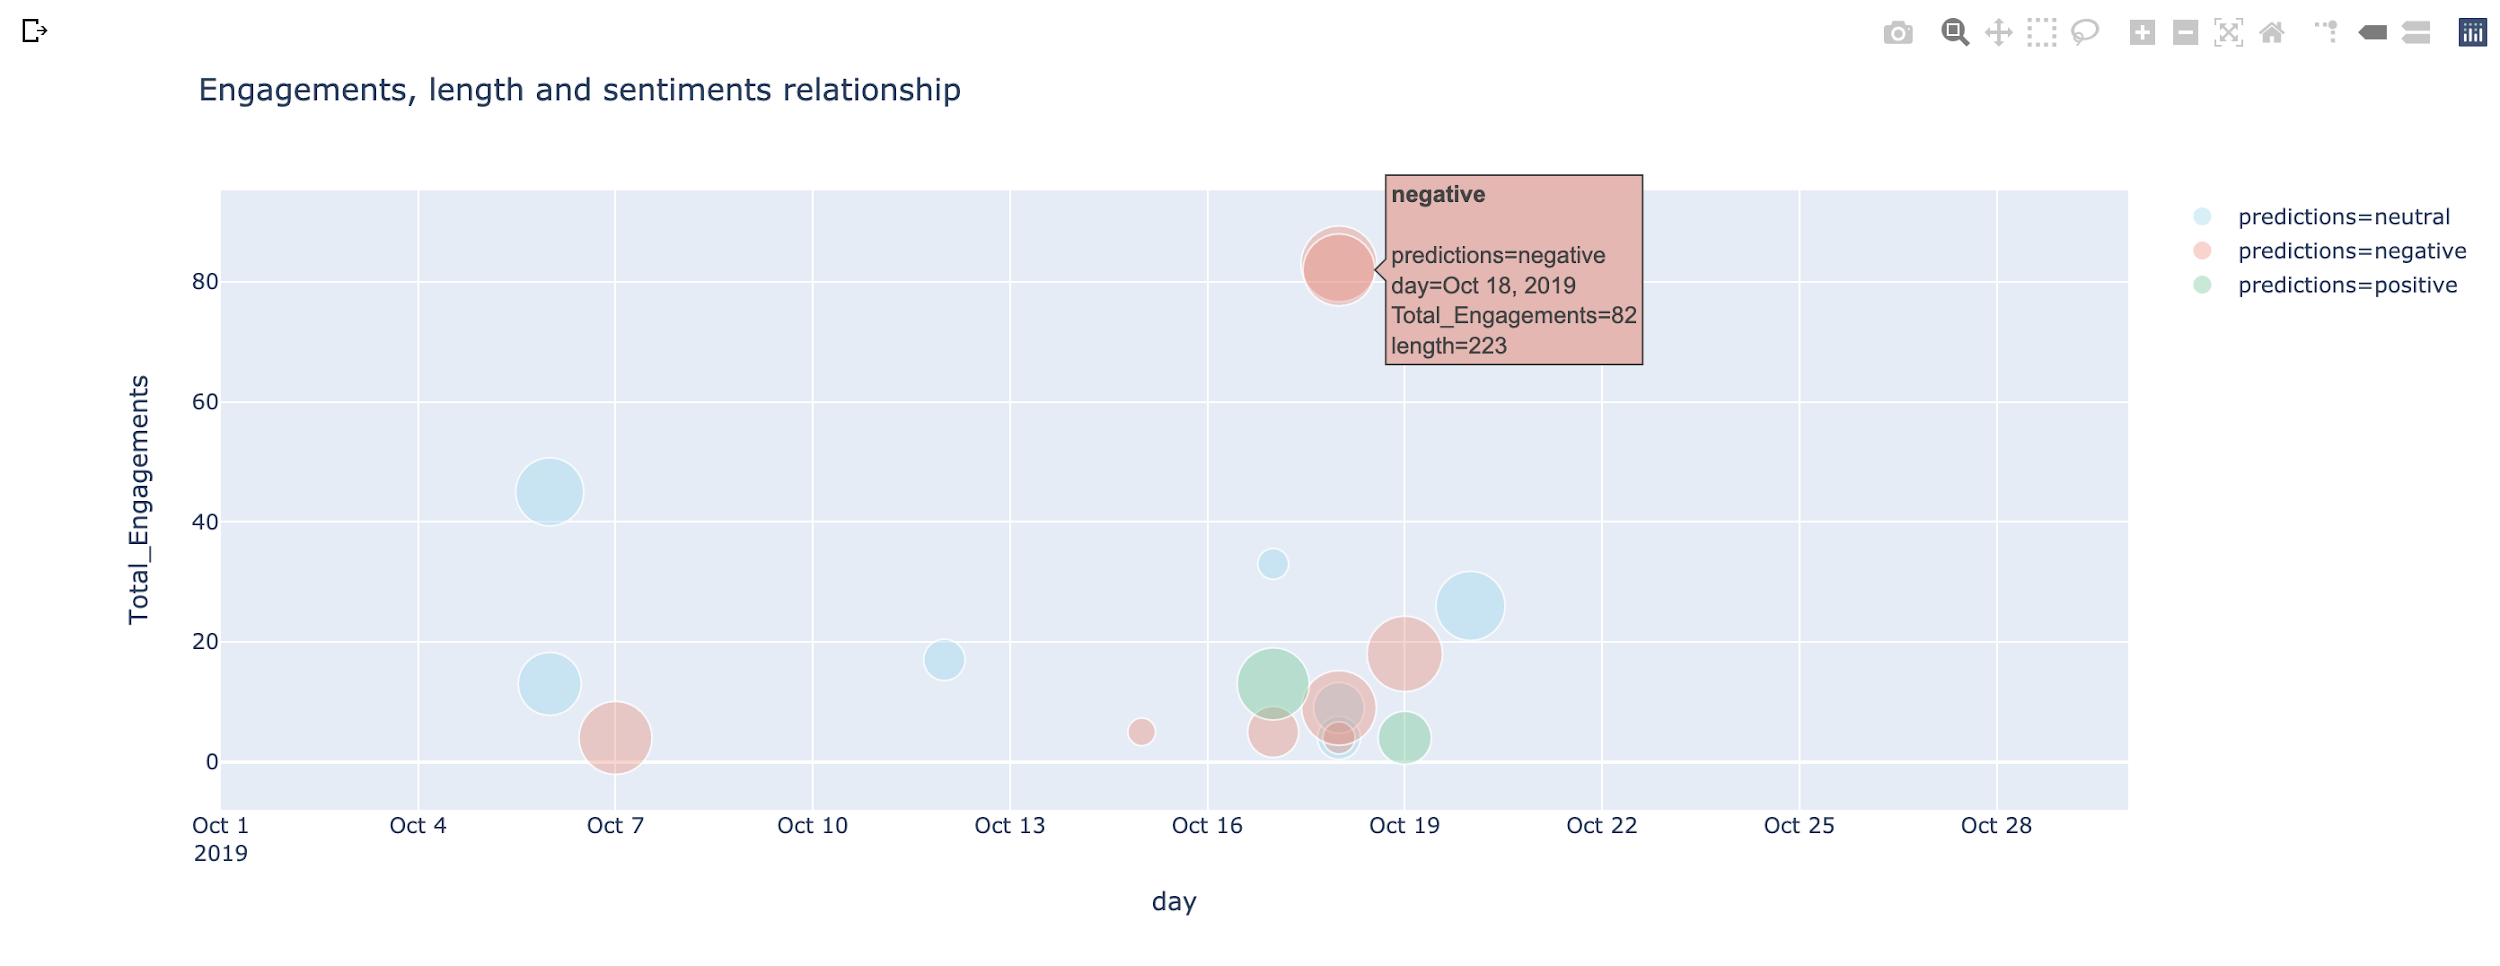 Engagements, length and sentiments relationship
negative
predictions=negative
day=Oct 18, 2019
Total_Engagements=82
length=223
predictions=neutral
predictions=negative
predictions=positive
Total_Engagements
80
60
40
20
0
Oct 1 Oct 4 Oct 7 Oct 10 Oct 13 Oct 16 Oct 19 Oct 22 Oct 25 Oct 28
2019
day